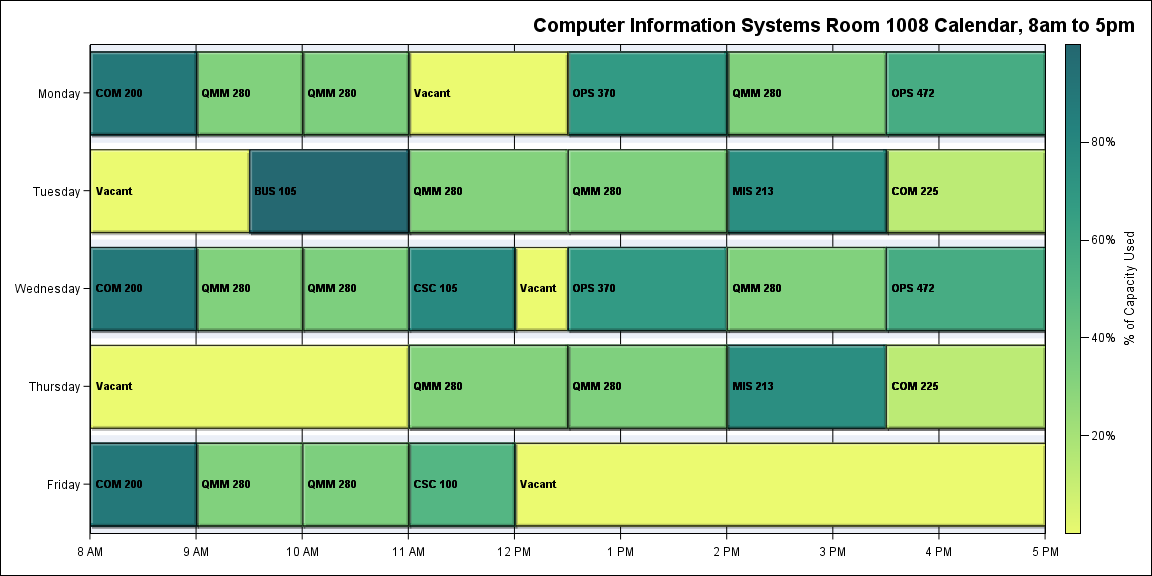 Computer Information Systems Room 1008 Calendar, 8am to 5pm
Monday
COM 200
QMM 280
QMM 280
Vacant
OPS 370
QMM 280
OPS 472
Tuesday
Vacant
BUS 105
QMM 280
QMM 280
MIS 213
COM 225
Wednesday
COM 200
QMM 280
QMM 280
CSC 105
Vacant
OPS 370
QMM 280
OPS 472
Thursday
Vacant
QMM 280
QMM 280
MIS 213
COM 225
Friday
COM 200
QMM 280
QMM 280
CSC 100
Vacant
8 AM
9 AM
10 AM
11 AM
12 PM
1 PM
2 PM
3 PM
4 PM
5 PM
80%
60%
40%
20%
% of Capacity Used